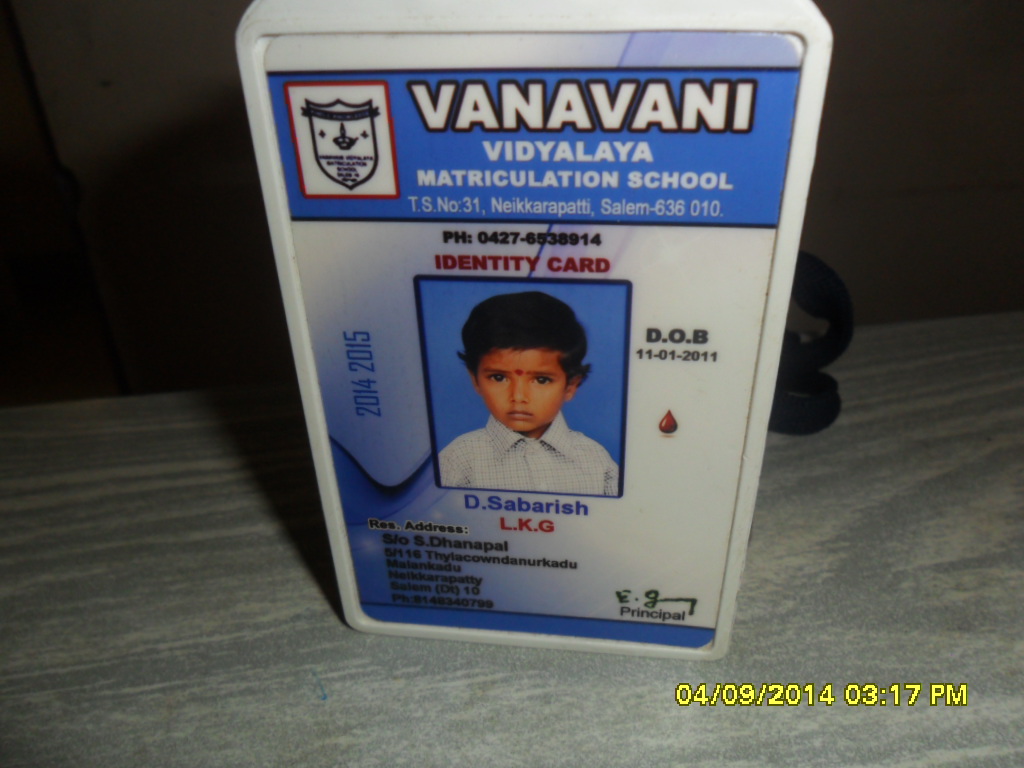 VANAVANI
VIDYALAYA
MATRICULATION SCHOOL
T.S.No:31, Neikkarapatti, Salem-636 010.
PH: 0427-6538914
IDENTITY CARD
2014 2015
D.O.B
11-01-2011
D.Sabarish
L.K.G
Res. Address:
S/o S.Dhanapal
5/116 Thylacowndanurkadu
Malankadu
Neikkarapatty
Salem (Dt) 10
Ph:8148340799
Principal
04/09/2014 03:17 PM